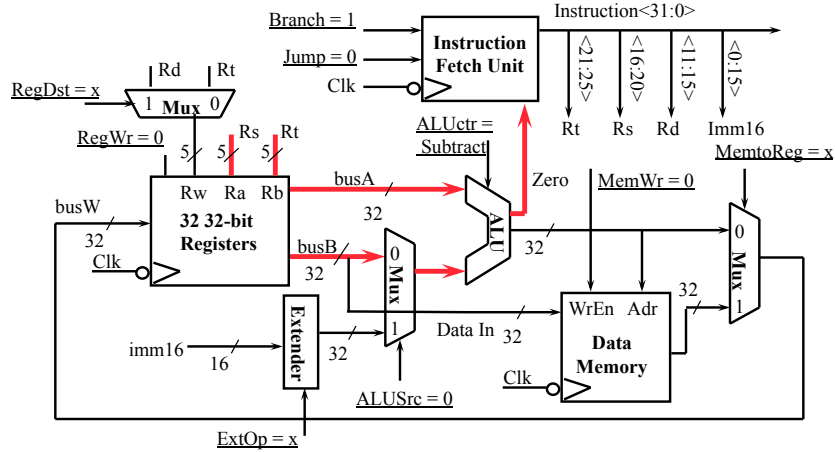 Branch = 1
Instruction<31:0>
Jump = 0
Instruction
Fetch Unit
Clk
<21:25>
<16:20>
<11:15>
<0:15>
Rd
Rt
RegDst = x
1 Mux 0
ALUctr =
Subtract
Rt
Rs
Rd
Imm16
RegWr = 0
Rs
Rt
5
5
5
MemtoReg = x
Zero
MemWr = 0
busA
Rw
Ra
Rb
32
busW
32
32 32-bit
Registers
ALU
busB
32
0
Mux
1
32
0
Mux
1
Clk
32
WrEn
Adr
Data In
32
Data
Memory
Extender
imm16
16
32
Clk
ALUSrc = 0
ExtOp = x